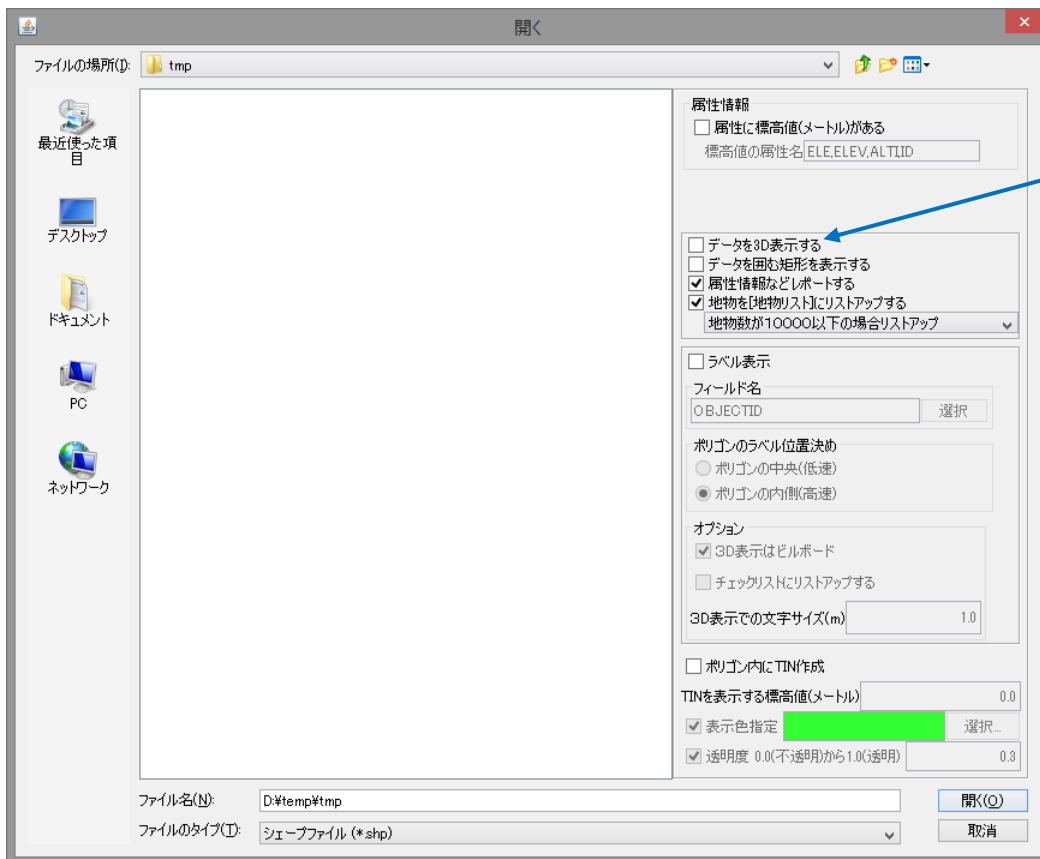 開く
ファイルの場所(I):
tmp
最近使った項目
デスクトップ
ドキュメント
PC
ネットワーク
属性情報
属性に標高値(メートル)がある
標高値の属性名 ELE,ELEV,ALTI,ID
データを3D表示する
データを囲む矩形を表示する
属性情報などレポートする
地物を[地物リスト]にリストアップする
地物数が10000以下の場合リストアップ
ラベル表示
フィールド名
OBJECTID
選択
ポリゴンのラベル位置決め
ポリゴンの中央(低速)
ポリゴンの内側(高速)
オプション
3D表示はビルボード
チェックリストにリストアップする
3D表示での文字サイズ(m) 1.0
ポリゴン内にTIN作成
TINを表示する標高値(メートル) 0.0
表示色指定 選択...
透明度 0.0(不透明)から1.0(透明) 0.3
ファイル名(N): D:¥temp¥tmp 開く(O)
ファイルのタイプ(T): シェープファイル (*.shp) 取消